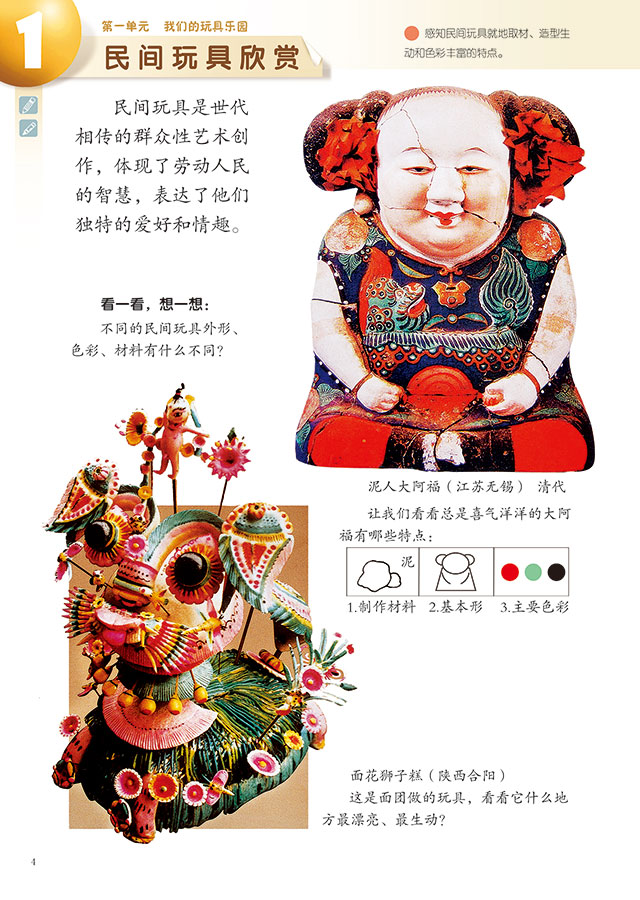 1
第一单元 我们的玩具乐园
民间玩具欣赏
感知民间玩具就地取材、造型生
动和色彩丰富的特点。
民间玩具是世代
相传的群众性艺术创
作，体现了劳动人民
的智慧，表达了他们
独特的爱好和情趣。
看一看，想一想：
不同的民间玩具外形、
色彩、材料有什么不同？
泥人大阿福（江苏无锡） 清代
让我们看看总是喜气洋洋的大阿
福有哪些特点：
泥
1.制作材料 2.基本形 3.主要色彩
面花狮子糕（陕西合阳）
这是面团做的玩具，看看它什么地
方最漂亮、最生动？
4